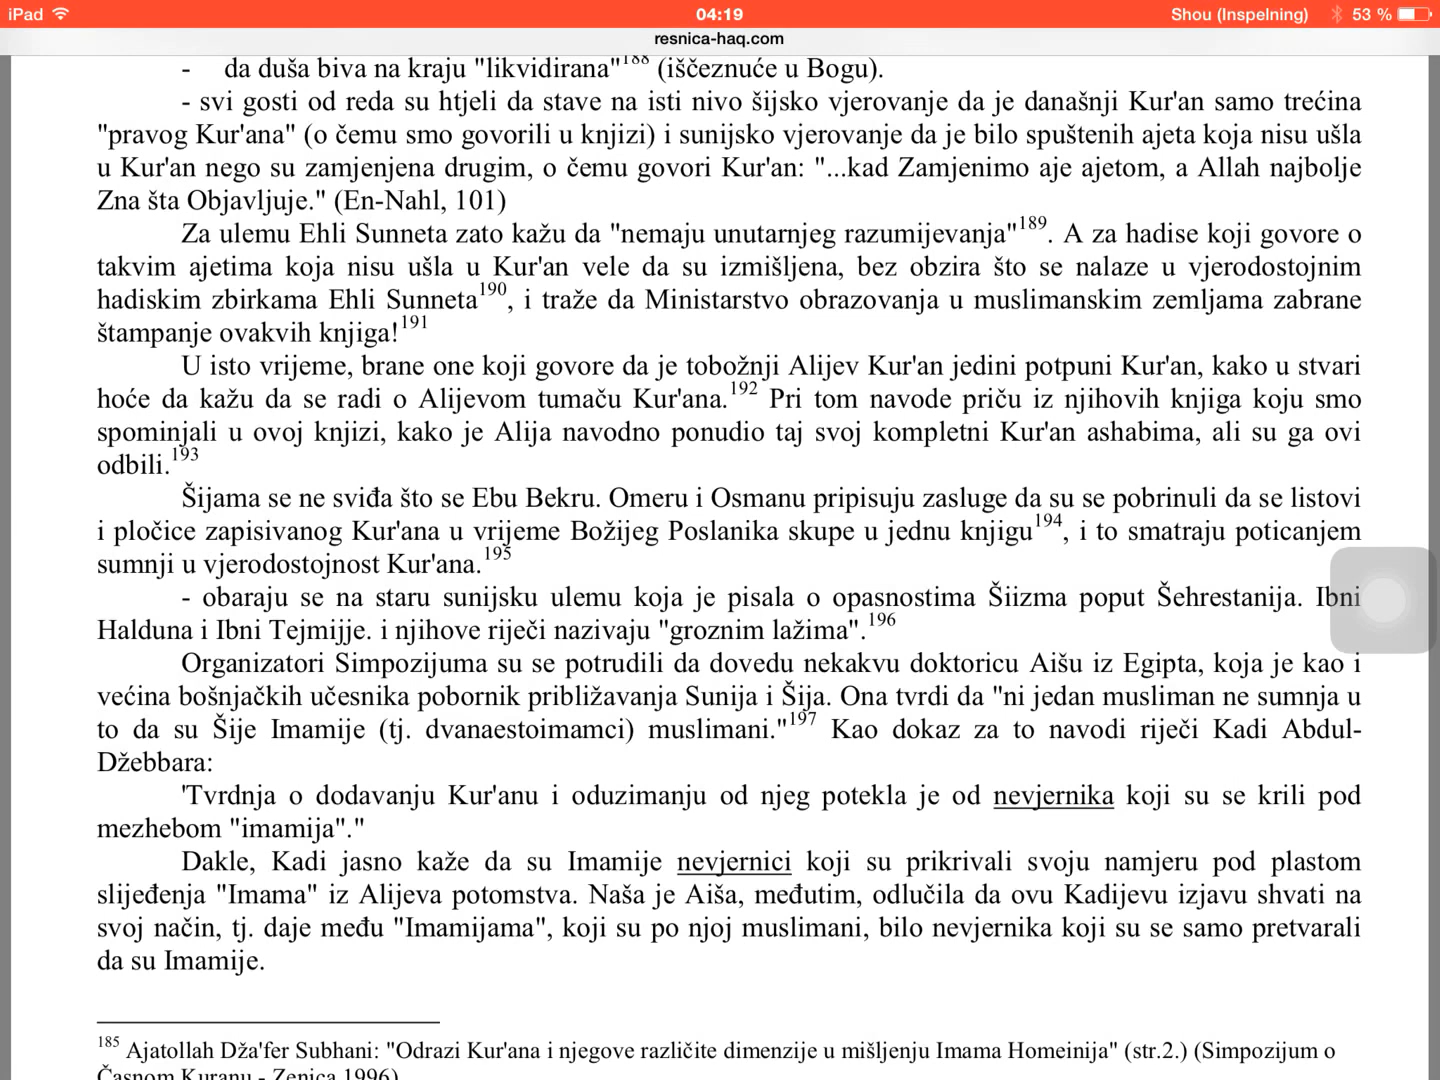 iPad 04:19 Shou (Inspelning) 53 %
resnica-haq.com
- da duša biva na kraju "likvidirana"188 (iščeznuće u Bogu).
- svi gosti od reda su htjeli da stave na isti nivo šijsko vjerovanje da je današnji Kur'an samo trećina
"pravog Kur'ana" (o čemu smo govorili u knjizi) i sunijsko vjerovanje da je bilo spuštenih ajeta koja nisu ušla
u Kur'an nego su zamjenjena drugim, o čemu govori Kur'an: "...kad Zamjenimo aje ajetom, a Allah najbolje
Zna šta Objavljuje." (En-Nahl, 101)
Za ulemu Ehli Sunneta zato kažu da "nemaju unutarnjeg razumijevanja"189. A za hadise koji govore o
takvim ajetima koja nisu ušla u Kur'an vele da su izmišljena, bez obzira što se nalaze u vjerodostojnim
hadiskim zbirkama Ehli Sunneta190, i traže da Ministarstvo obrazovanja u muslimanskim zemljama zabrane
štampanje ovakvih knjiga!191
U isto vrijeme, brane one koji govore da je tobožnji Alijev Kur'an jedini potpuni Kur'an, kako u stvari
hoće da kažu da se radi o Alijevom tumaču Kur'ana.192 Pri tom navode priču iz njihovih knjiga koju smo
spominjali u ovoj knjizi, kako je Alija navodno ponudio taj svoj kompletni Kur'an ashabima, ali su ga ovi
odbili.193
Šijama se ne sviđa što se Ebu Bekru. Omeru i Osmanu pripisuju zasluge da su se pobrinuli da se listovi
i pločice zapisivanog Kur'ana u vrijeme Božijeg Poslanika skupe u jednu knjigu194, i to smatraju poticanjem
sumnji u vjerodostojnost Kur'ana.195
- obaraju se na staru sunijsku ulemu koja je pisala o opasnostima Šiizma poput Šehrestanija. Ibni
Halduna i Ibni Tejmijje. i njihove riječi nazivaju "groznim lažima".196
Organizatori Simpozijuma su se potrudili da dovedu nekakvu doktoricu Aišu iz Egipta, koja je kao i
većina bošnjačkih učesnika pobornik približavanja Sunija i Šija. Ona tvrdi da "ni jedan musliman ne sumnja u
to da su Šije Imamije (tj. dvanaestoimamci) muslimani."197 Kao dokaz za to navodi riječi Kadi Abdul-
Džebbara:
'Tvrdnja o dodavanju Kur'anu i oduzimanju od njeg potekla je od nevjernika koji su se krili pod
mezhebom "imamija"."
Dakle, Kadi jasno kaže da su Imamije nevjernici koji su prikrivali svoju namjeru pod plastom
slijeđenja "Imama" iz Alijeva potomstva. Naša je Aiša, međutim, odlučila da ovu Kadijevu izjavu shvati na
svoj način, tj. daje među "Imamijama", koji su po njoj muslimani, bilo nevjernika koji su se samo pretvarali
da su Imamije.
185 Ajatollah Dža'fer Subhani: "Odrazi Kur'ana i njegove različite dimenzije u mišljenju Imama Homeinija" (str.2.) (Simpozijum o
Časnom Kuranu - Zenica 1996)